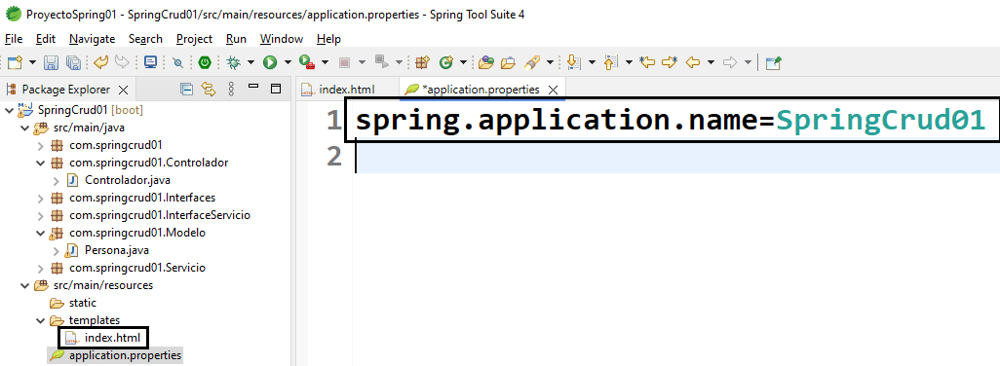 ProyectoSpring01 - SpringCrud01/src/main/resources/application.properties - Spring Tool Suite 4
File Edit Navigate Search Project Run Window Help
Package Explorer
index.html
*application.properties
SpringCrud01 [boot]
src/main/java
com.springcrud01
com.springcrud01.Controlador
Controlador.java
com.springcrud01.Interfaces
com.springcrud01.InterfaceServicio
com.springcrud01.Modelo
Persona.java
com.springcrud01.Servicio
src/main/resources
static
templates
index.html
application.properties
1 spring.application.name=SpringCrud01
2